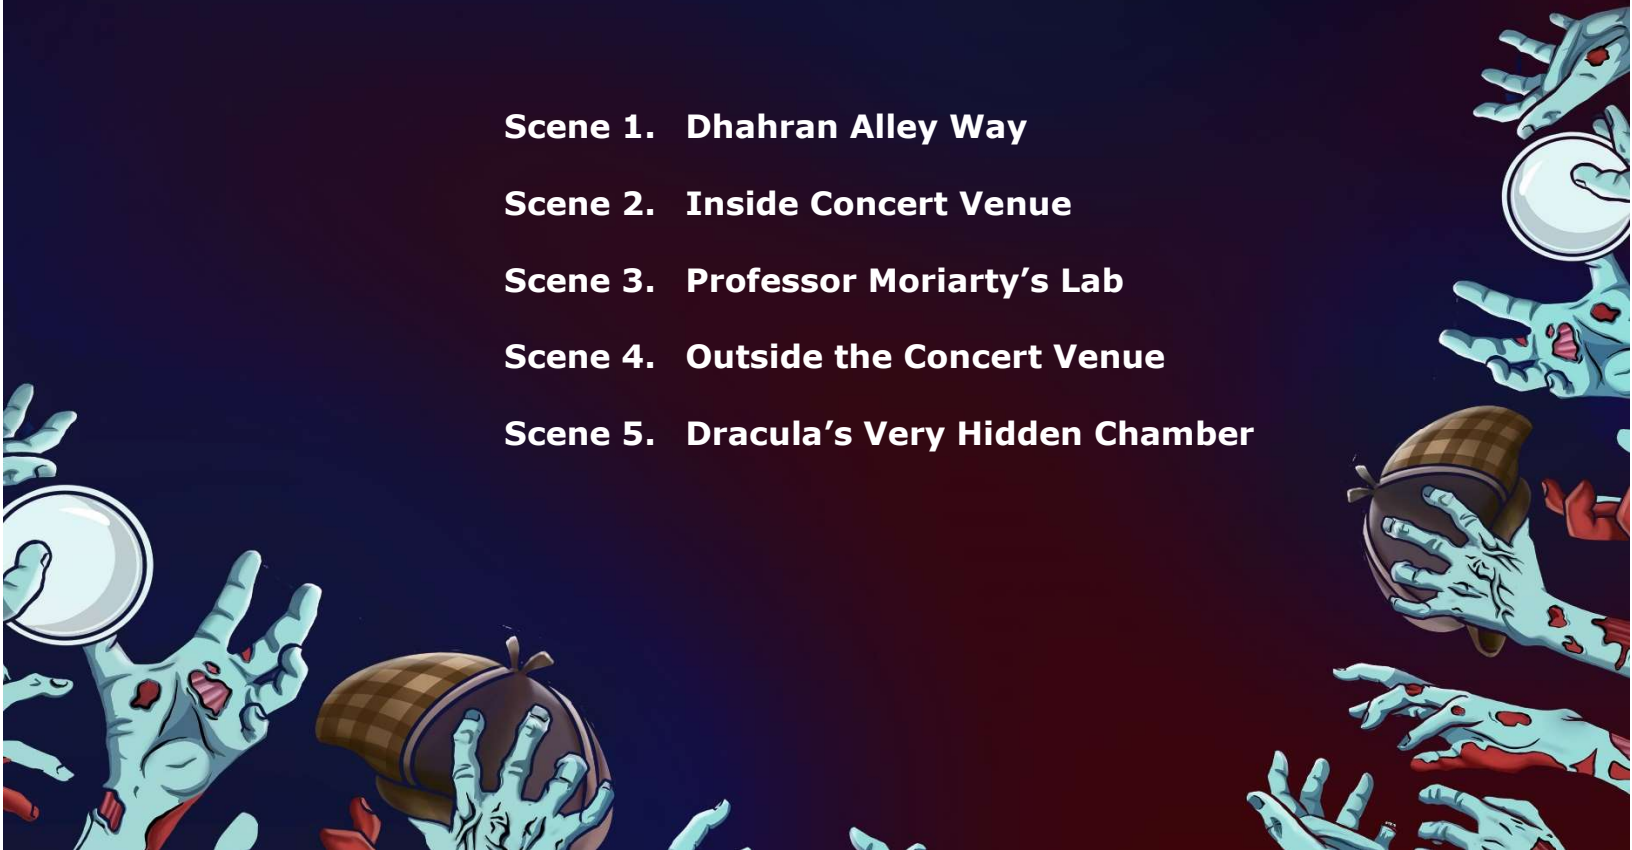 Scene 1. Dhahran Alley Way
Scene 2. Inside Concert Venue
Scene 3. Professor Moriarty’s Lab
Scene 4. Outside the Concert Venue
Scene 5. Dracula’s Very Hidden Chamber